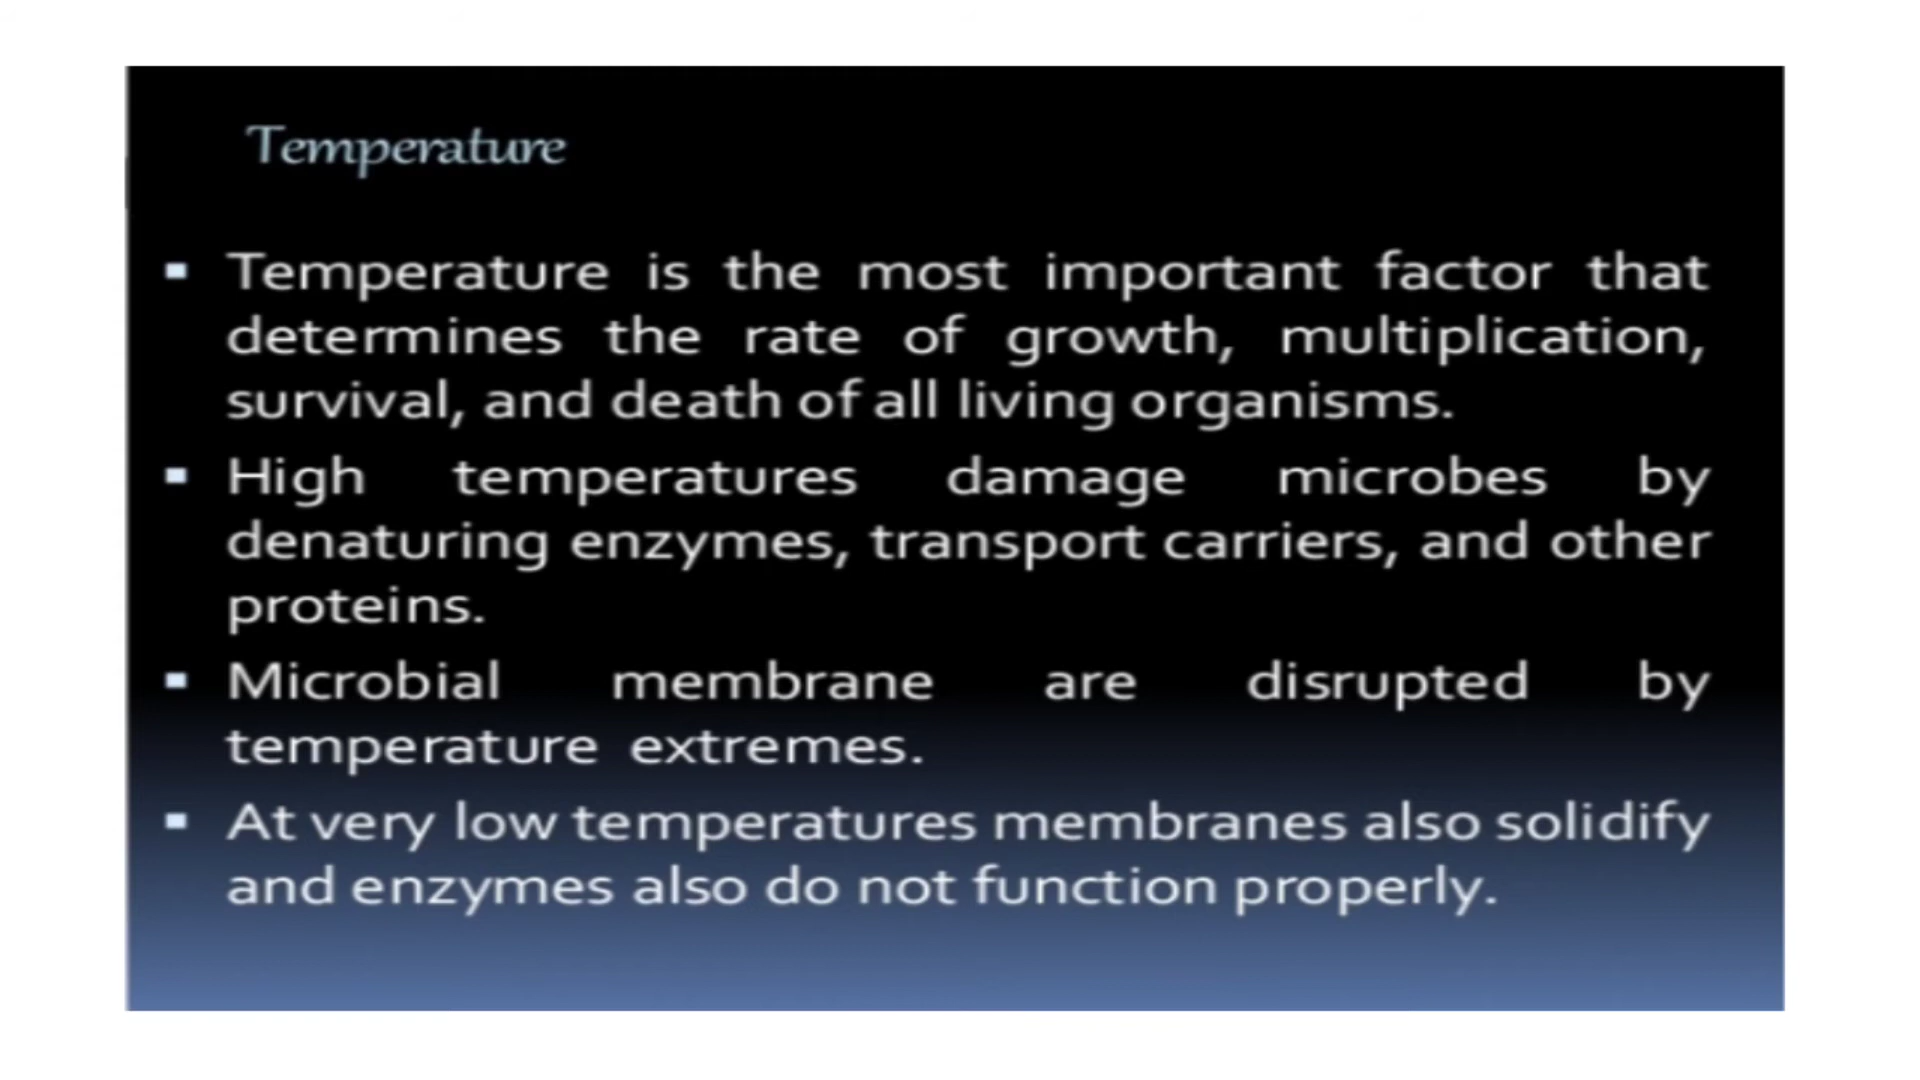 Temperature
Temperature is the most important factor that
determines the rate of growth, multiplication,
survival, and death of all living organisms.
High temperatures damage microbes by
denaturing enzymes, transport carriers, and other
proteins.
Microbial membrane are disrupted by
temperature extremes.
At very low temperatures membranes also solidify
and enzymes also do not function properly.